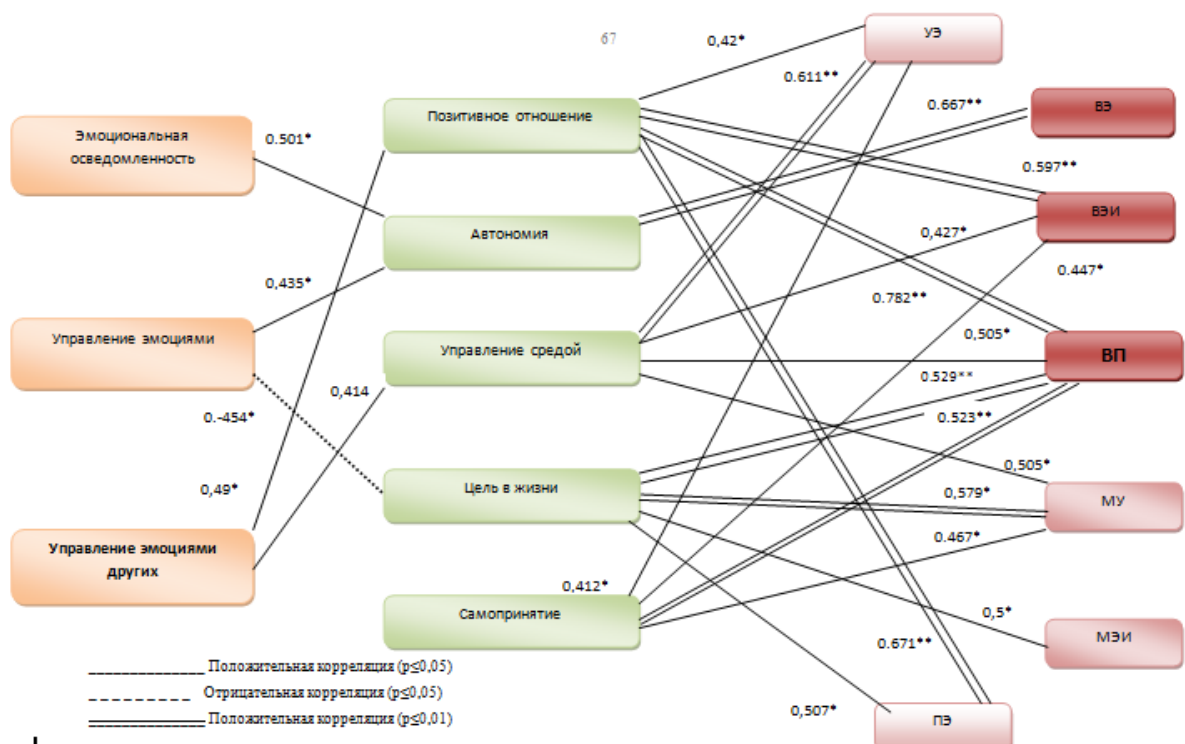 67
0,42*
УЭ
0.611**
Позитивное отношение
0.667**
ВЭ
Эмоциональная
осведомленность
0.501*
0.597**
ВЭИ
Автономия
0,427*
0.447*
0,435*
0.782**
Управление эмоциями
Управление средой
0,505*
ВП
0.529**
0,414
0.-454*
0.523**
0,505*
Цель в жизни
0,49*
0,579*
МУ
0.467*
Управление эмоциями
других
0,412*
Самопринятие
0,5*
МЭИ
0.671**
0,507*
ПЭ
Положительная корреляция (p≤0,05)
Отрицательная корреляция (p≤0,05)
Положительная корреляция (p≤0,01)